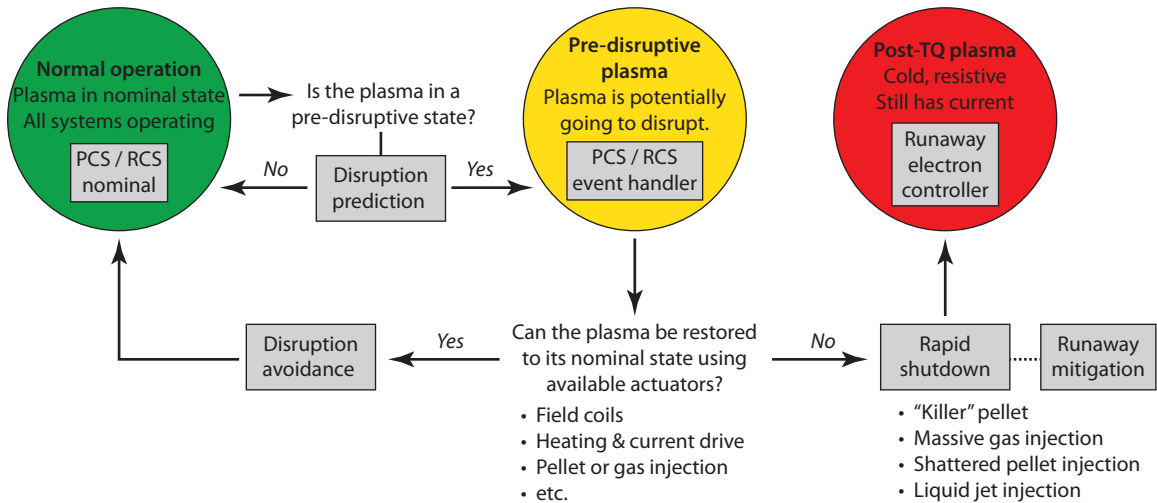 Normal operation
Plasma in nominal state
All systems operating
PCS / RCS
nominal
Is the plasma in a
pre-disruptive state?
No
Disruption
prediction
Yes
Pre-disruptive
plasma
Plasma is potentially
going to disrupt.
PCS / RCS
event handler
Post-TQ plasma
Cold, resistive
Still has current
Runaway
electron
controller
Disruption
avoidance
Yes
Can the plasma be restored
to its nominal state using
available actuators?
• Field coils
• Heating & current drive
• Pellet or gas injection
• etc.
No
Rapid
shutdown
Runaway
mitigation
• “Killer” pellet
• Massive gas injection
• Shattered pellet injection
• Liquid jet injection